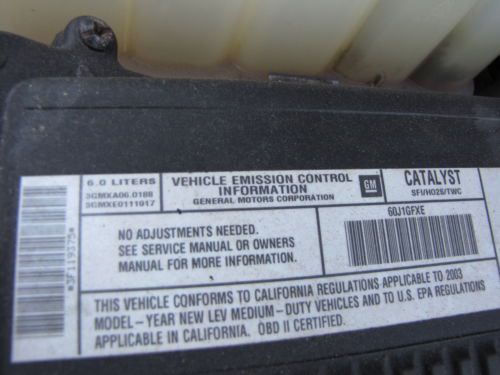 6.0 LITERS
3GMXA06.0188
3GMXE0111917
VEHICLE EMISSION CONTROL
INFORMATION
GENERAL MOTORS CORPORATION
GM
CATALYST
SFI/HO2S/TWC
60J1GFXE
NO ADJUSTMENTS NEEDED.
SEE SERVICE MANUAL OR OWNERS
MANUAL FOR MORE INFORMATION.
*3F119375*
THIS VEHICLE CONFORMS TO CALIFORNIA REGULATIONS APPLICABLE TO 2003
MODEL-YEAR NEW LEV MEDIUM-DUTY VEHICLES AND TO U.S. EPA REGULATIONS
APPLICABLE IN CALIFORNIA. OBD II CERTIFIED.